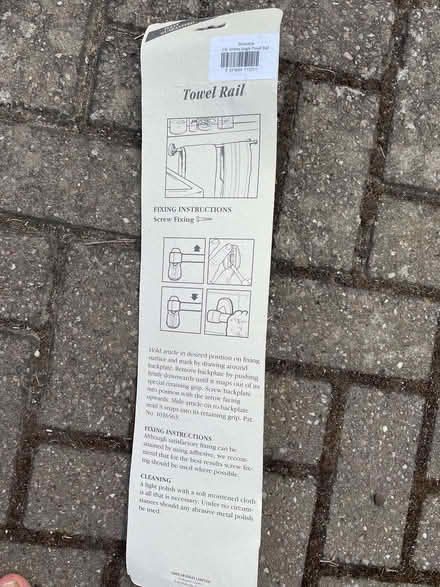 Towel Rail
FIXING INSTRUCTIONS
Screw Fixing
Hold article in desired position on fixing
surface and mark by drawing around
backplate. Remove backplate by pushing
firmly downwards until it snaps out of its
special retaining grip. Screw backplate
into position with the arrow facing
upwards. Slide article on to backplate
until it snaps into its retaining grip. Pat.
FIXING INSTRUCTIONS
Although satisfactory fixing can be
attained by using adhesive, we recom-
mend that for the best results screw fix-
ing should be used where possible.
CLEANING
A light polish with a soft moistened cloth
is all that is necessary. Under no circum-
stances should any abrasive metal polish
be used.